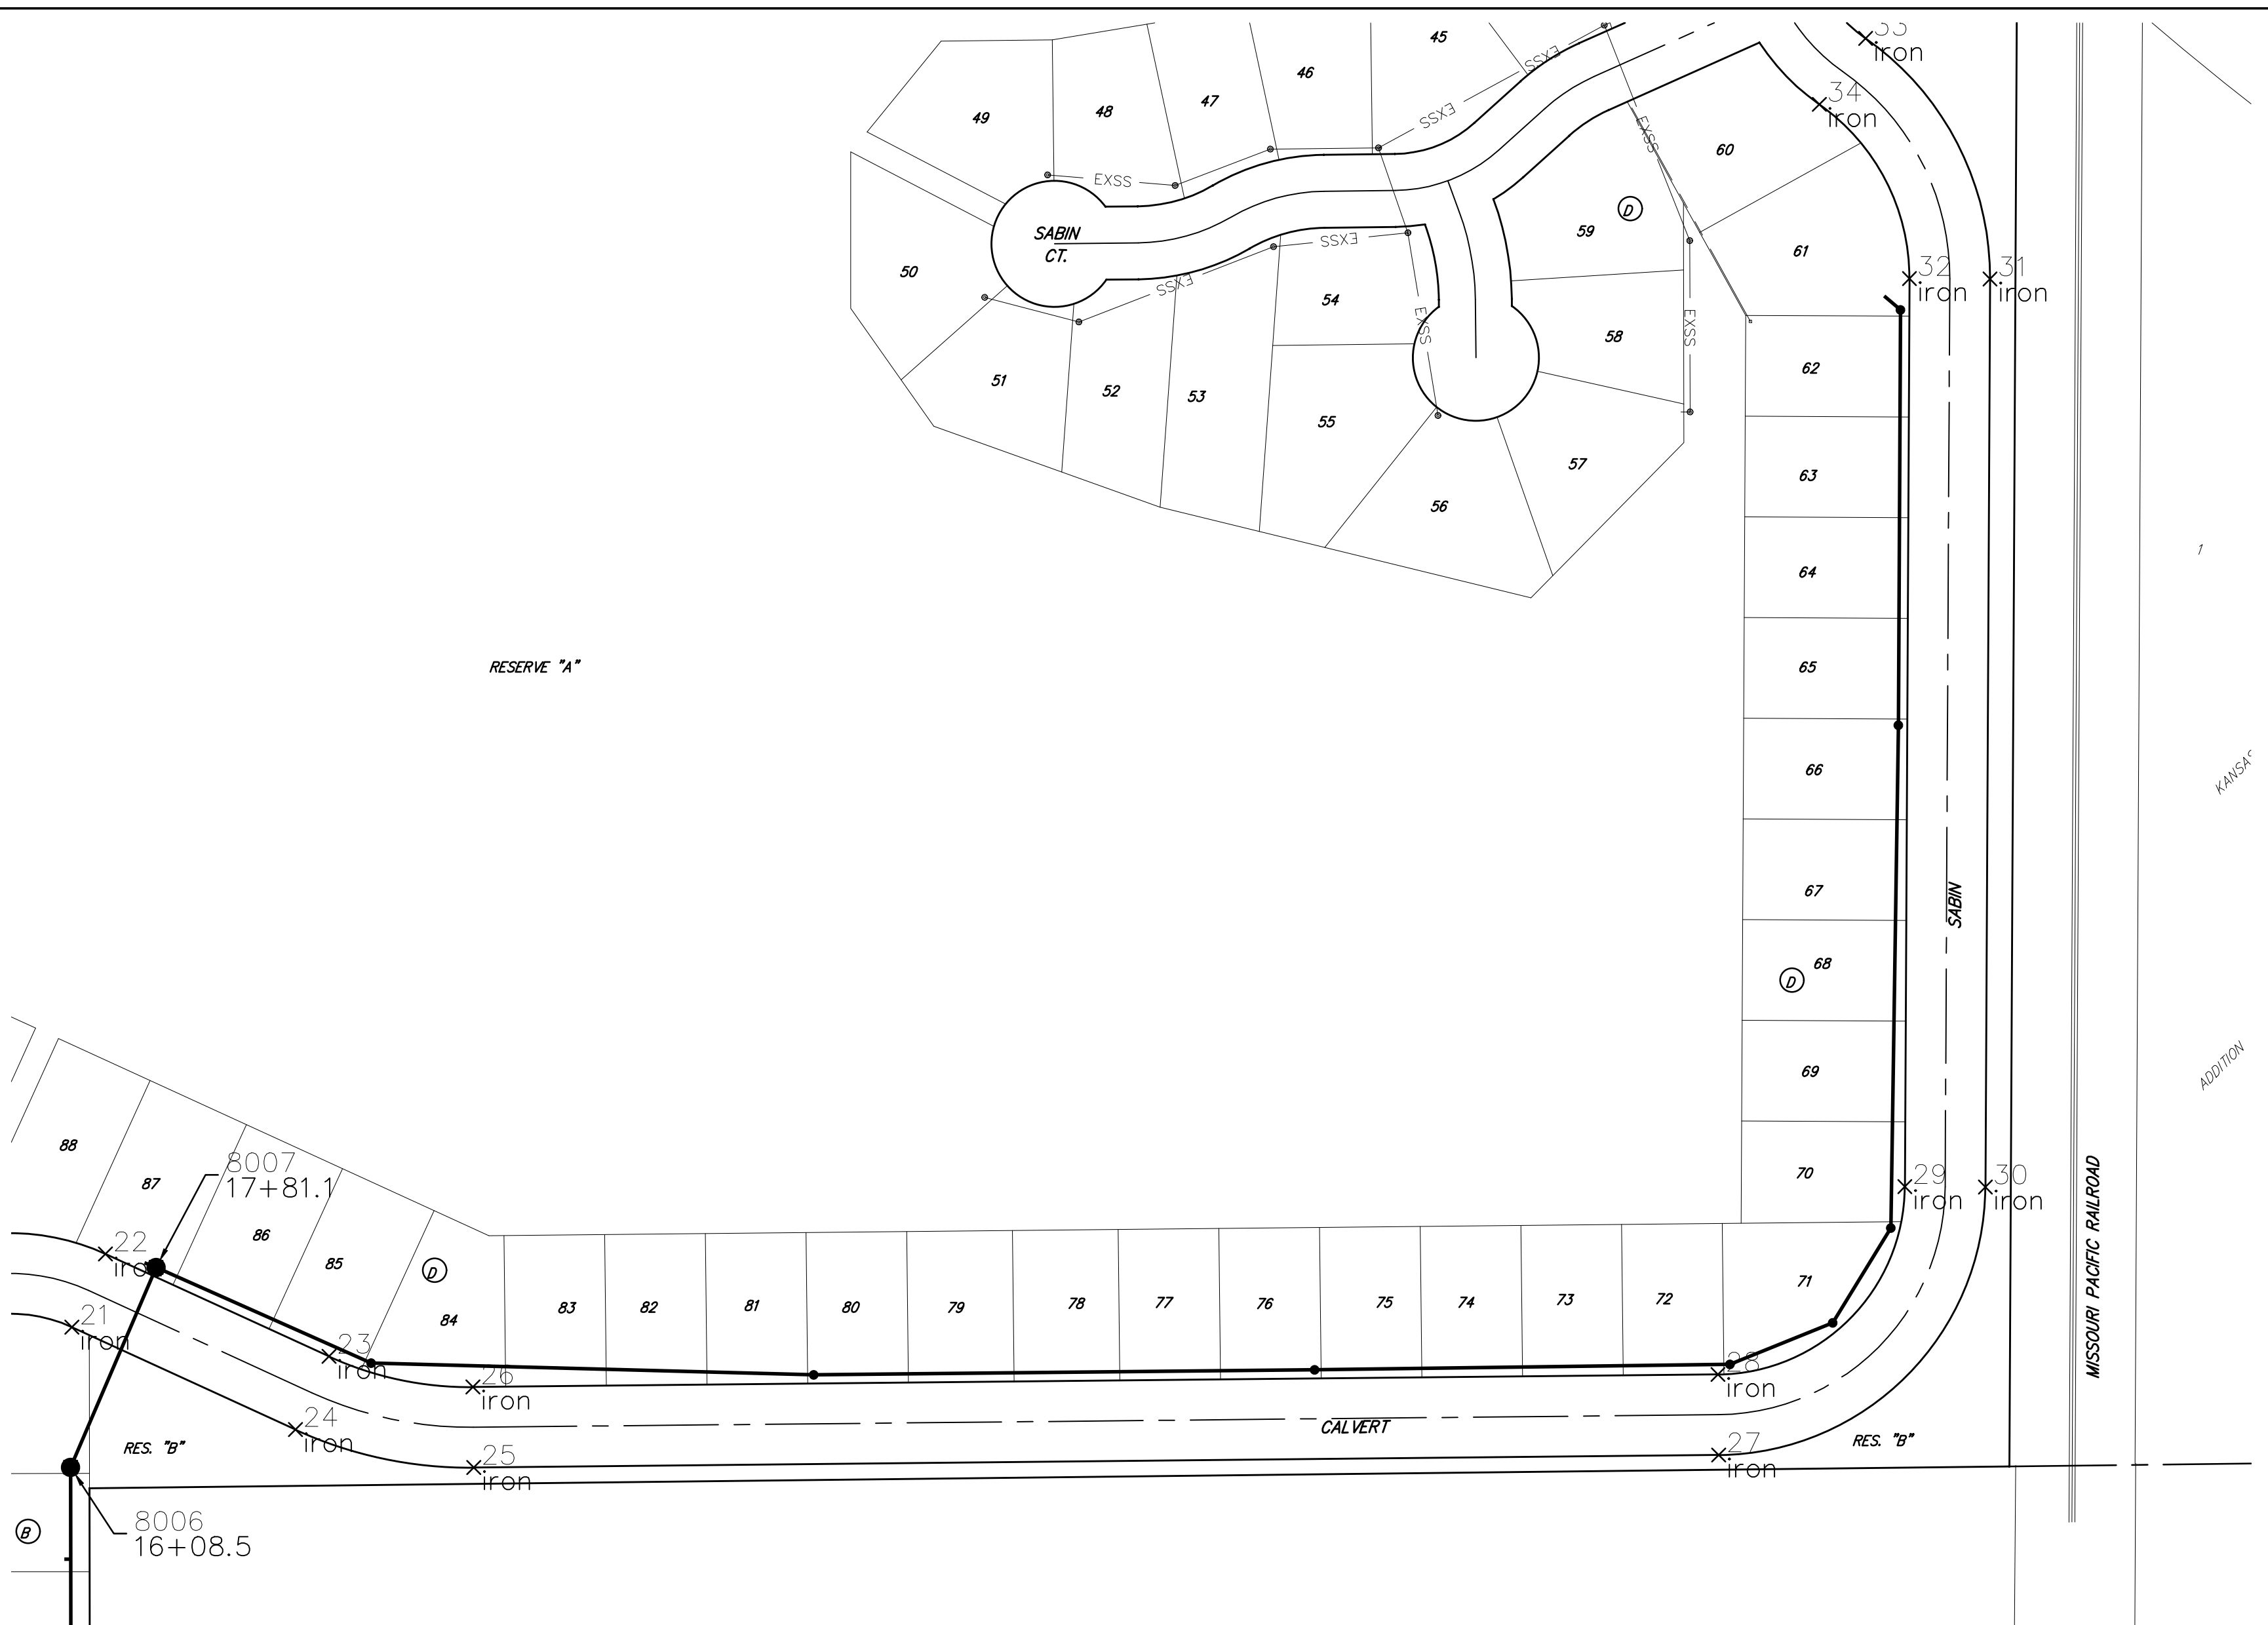 33
iron
45
EXSS
46
34
iron
47
48
49
EXSS
EXSS
60
EXSS
D
59
SABIN
CT.
EXSS
61
50
EXSS
32
iron
31
iron
54
EXSS
EXSS
58
62
51
52
53
55
57
63
56
1
64
RESERVE "A"
65
66
KANSAS
67
SABIN
68
D
ADDITION
69
88
8007
17+81.1
87
70
29
iron
30
iron
MISSOURI PACIFIC RAILROAD
86
22
iron
85
D
71
83
82
81
80
79
78
77
76
75
74
73
72
84
21
iron
23
iron
26
iron
28
iron
24
iron
CALVERT
RES. "B"
RES. "B"
25
iron
27
iron
8006
16+08.5
B